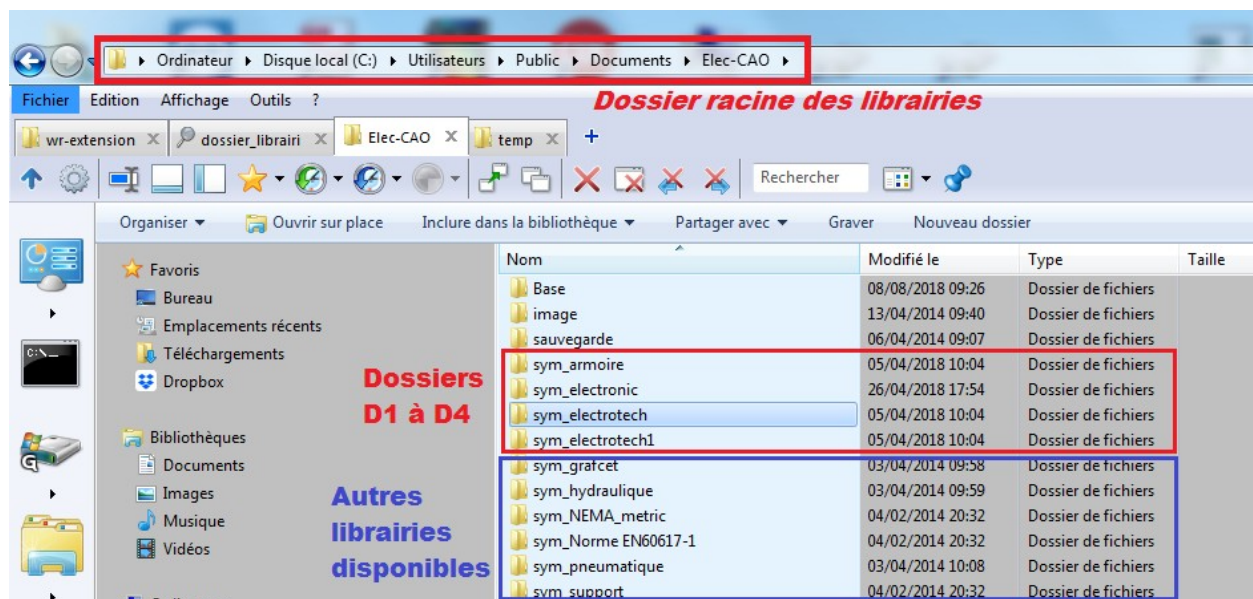 Ordinateur Disque local (C:) Utilisateurs Public Documents Elec-CAO
Fichier Edition Affichage Outils ?
Dossier racine des librairies
wr-extension dossier_librairi Elec-CAO temp
Rechercher
Organiser Ouvrir sur place Inclure dans la bibliothèque Partager avec Graver Nouveau dossier
Nom Modifié le Type Taille
Favoris
Bureau
Emplacements récents
Téléchargements
Dropbox
Bibliothèques
Documents
Images
Musique
Vidéos
Dossiers
D1 à D4
Autres
librairies
disponibles
C:\_
G
Base 08/08/2018 09:26 Dossier de fichiers
image 13/04/2014 09:40 Dossier de fichiers
sauvegarde 06/04/2014 09:07 Dossier de fichiers
sym_armoire 05/04/2018 10:04 Dossier de fichiers
sym_electronic 26/04/2018 17:54 Dossier de fichiers
sym_electrotech 05/04/2018 10:04 Dossier de fichiers
sym_electrotech1 05/04/2018 10:04 Dossier de fichiers
sym_grafcet 03/04/2014 09:58 Dossier de fichiers
sym_hydraulique 03/04/2014 09:59 Dossier de fichiers
sym_NEMA_metric 04/02/2014 20:32 Dossier de fichiers
sym_Norme EN60617-1 04/02/2014 20:32 Dossier de fichiers
sym_pneumatique 03/04/2014 10:08 Dossier de fichiers
sym_support 04/02/2014 20:32 Dossier de fichiers